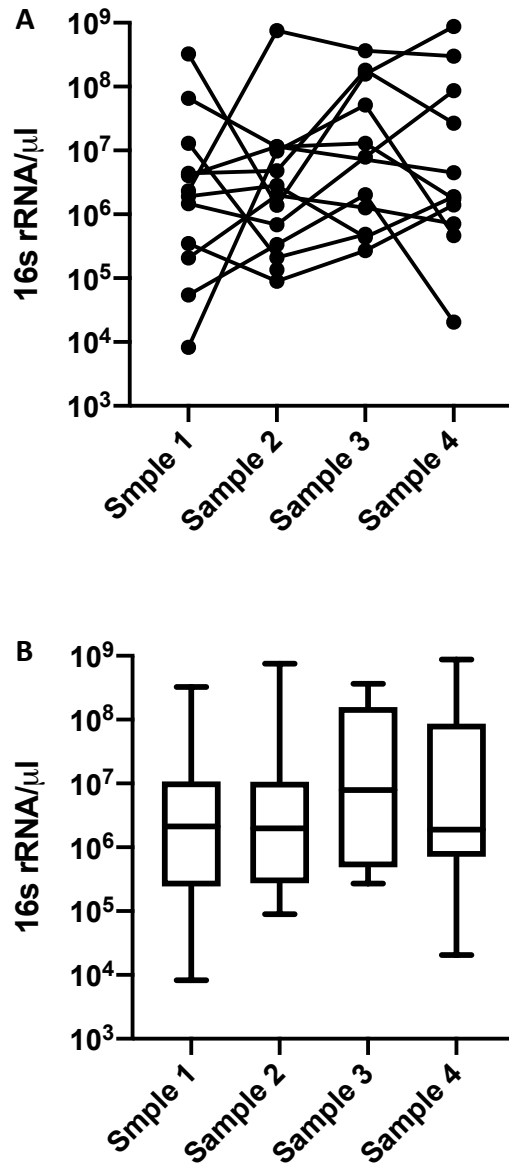 A
16s rRNA/μl
10⁹
10⁸
10⁷
10⁶
10⁵
10⁴
10³
Smple 1
Sample 2
Sample 3
Sample 4
B
16s rRNA/μl
10⁹
10⁸
10⁷
10⁶
10⁵
10⁴
10³
Smple 1
Sample 2
Sample 3
Sample 4